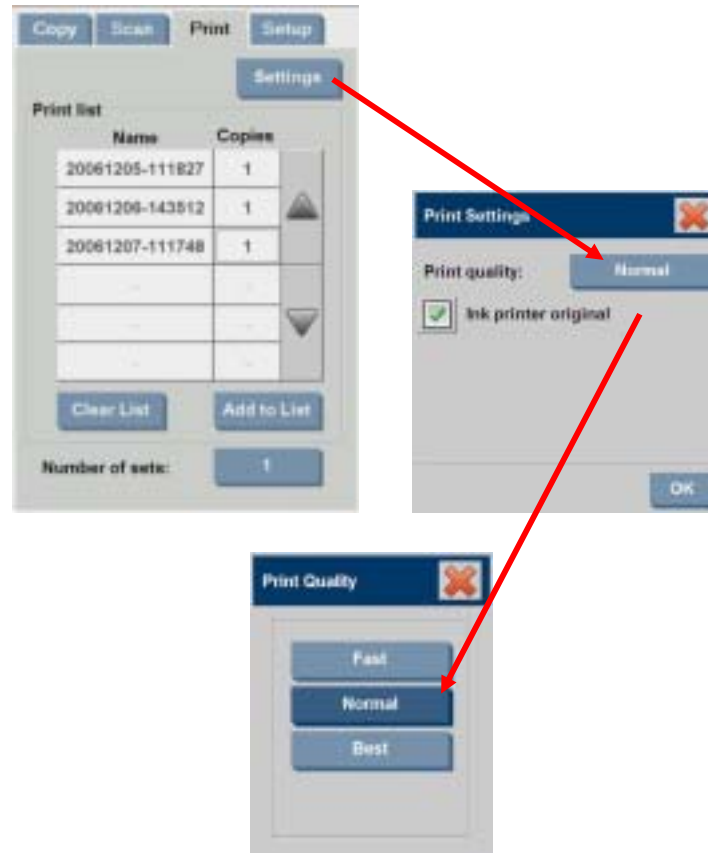 Copy Scan Print Setup
Settings
Print list
Name Copies
20061205-111827 1
20061206-143512 1
20061207-111748 1
Clear List Add to List
Number of sets: 1
Print Settings
Print quality: Normal
Ink printer original
OK
Print Quality
Fast
Normal
Best